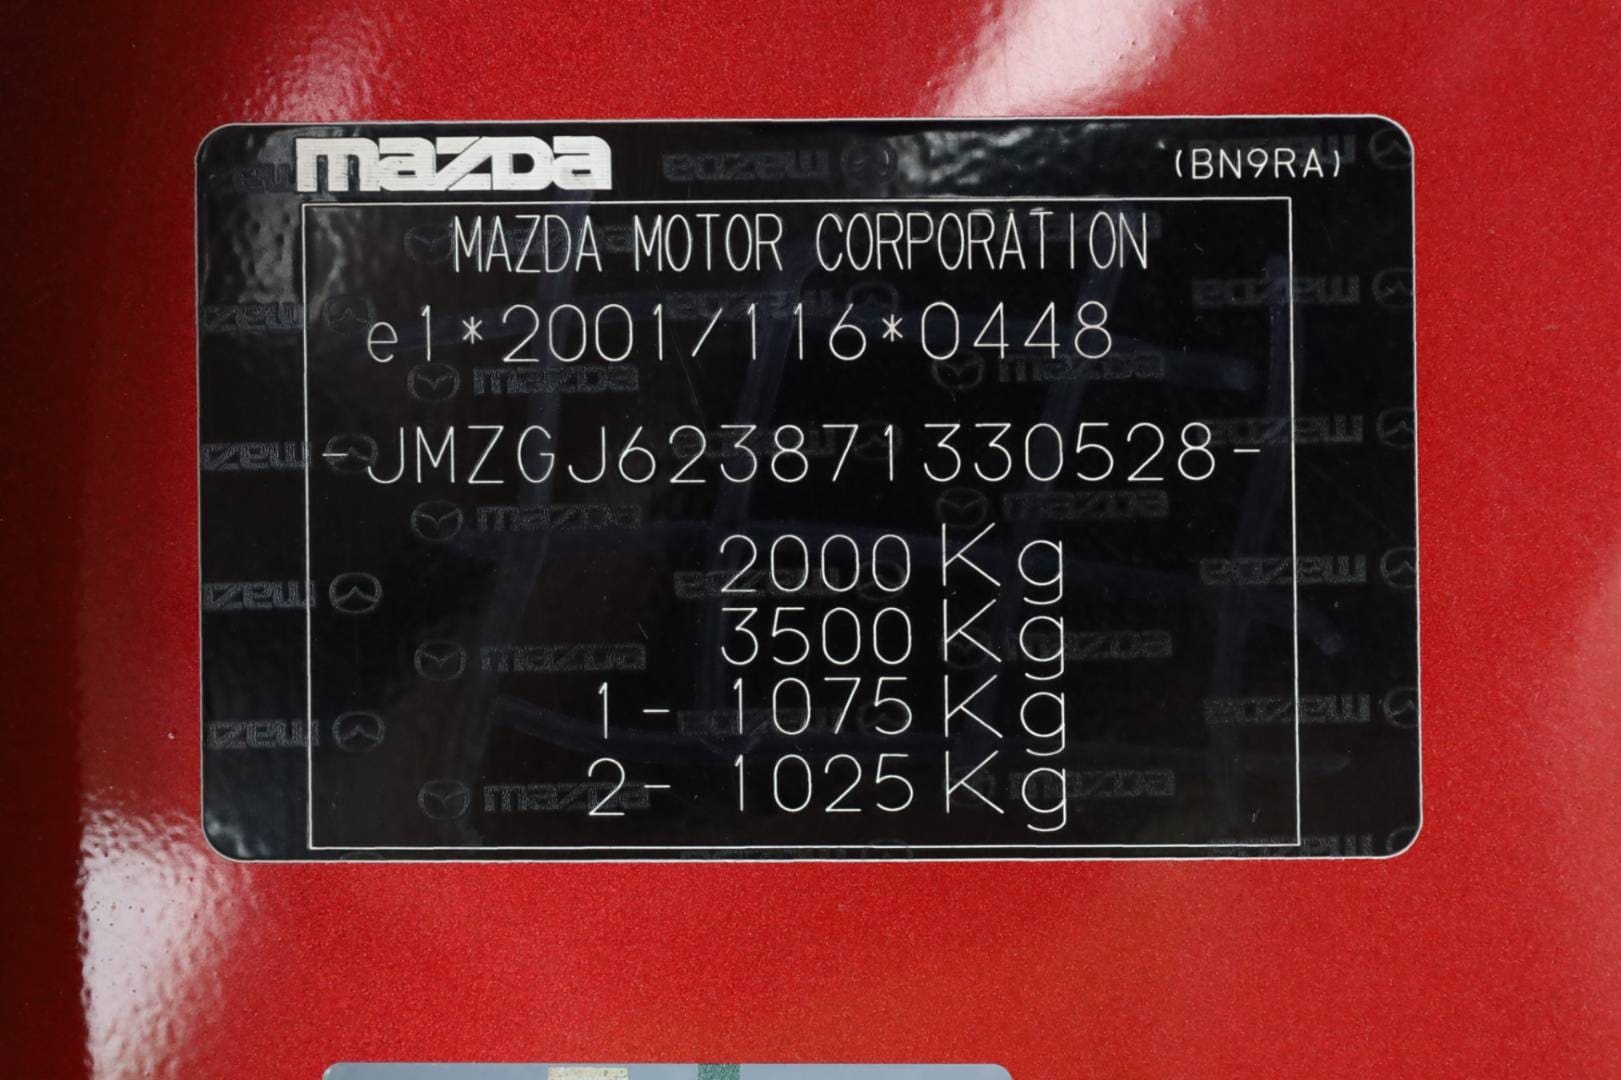 mazda
(BN9RA)
MAZDA MOTOR CORPORATION
e1*2001/116*0448
-JMZGJ623871330528-
2000 Kg
3500 Kg
1- 1075 Kg
2- 1025 Kg